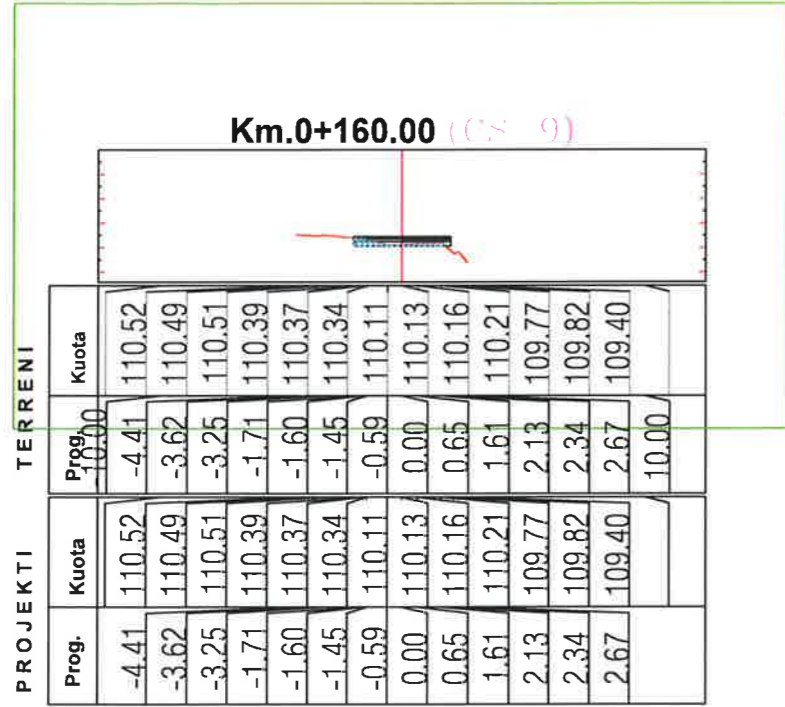 Km.0+160.00 (CS 9)
TERRENI
Kuota 110.52 110.49 110.51 110.39 110.37 110.34 110.11 110.13 110.16 110.21 109.77 109.82 109.40
Prog. -10.00 -4.41 -3.62 -3.25 -1.71 -1.60 -1.45 -0.59 0.00 0.65 1.61 2.13 2.34 2.67 10.00
PROJEKTI
Kuota 110.52 110.49 110.51 110.39 110.37 110.34 110.11 110.13 110.16 110.21 109.77 109.82 109.40
Prog. -4.41 -3.62 -3.25 -1.71 -1.60 -1.45 -0.59 0.00 0.65 1.61 2.13 2.34 2.67